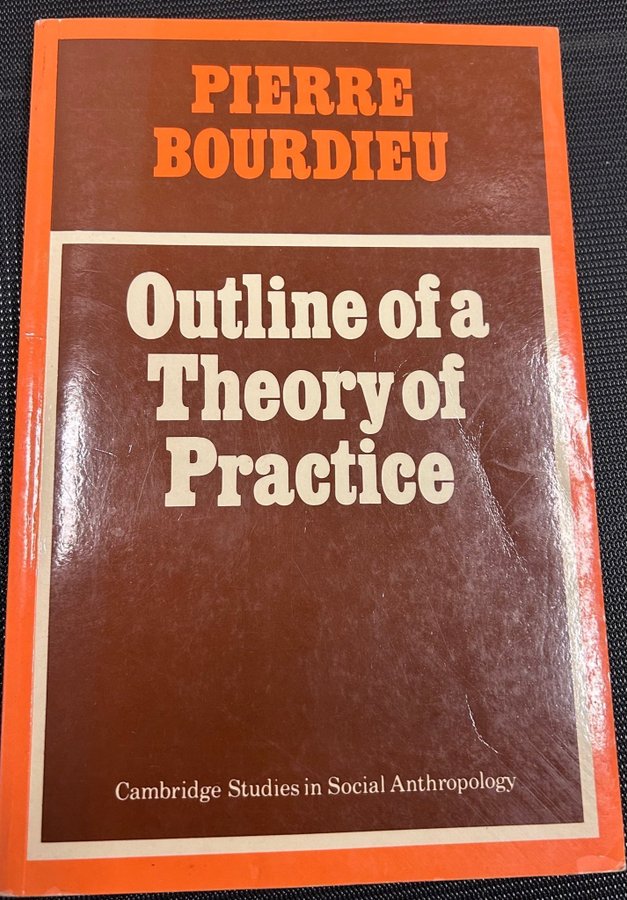 PIERRE
BOURDIEU
Outline of a
Theory of
Practice
Cambridge Studies in Social Anthropology